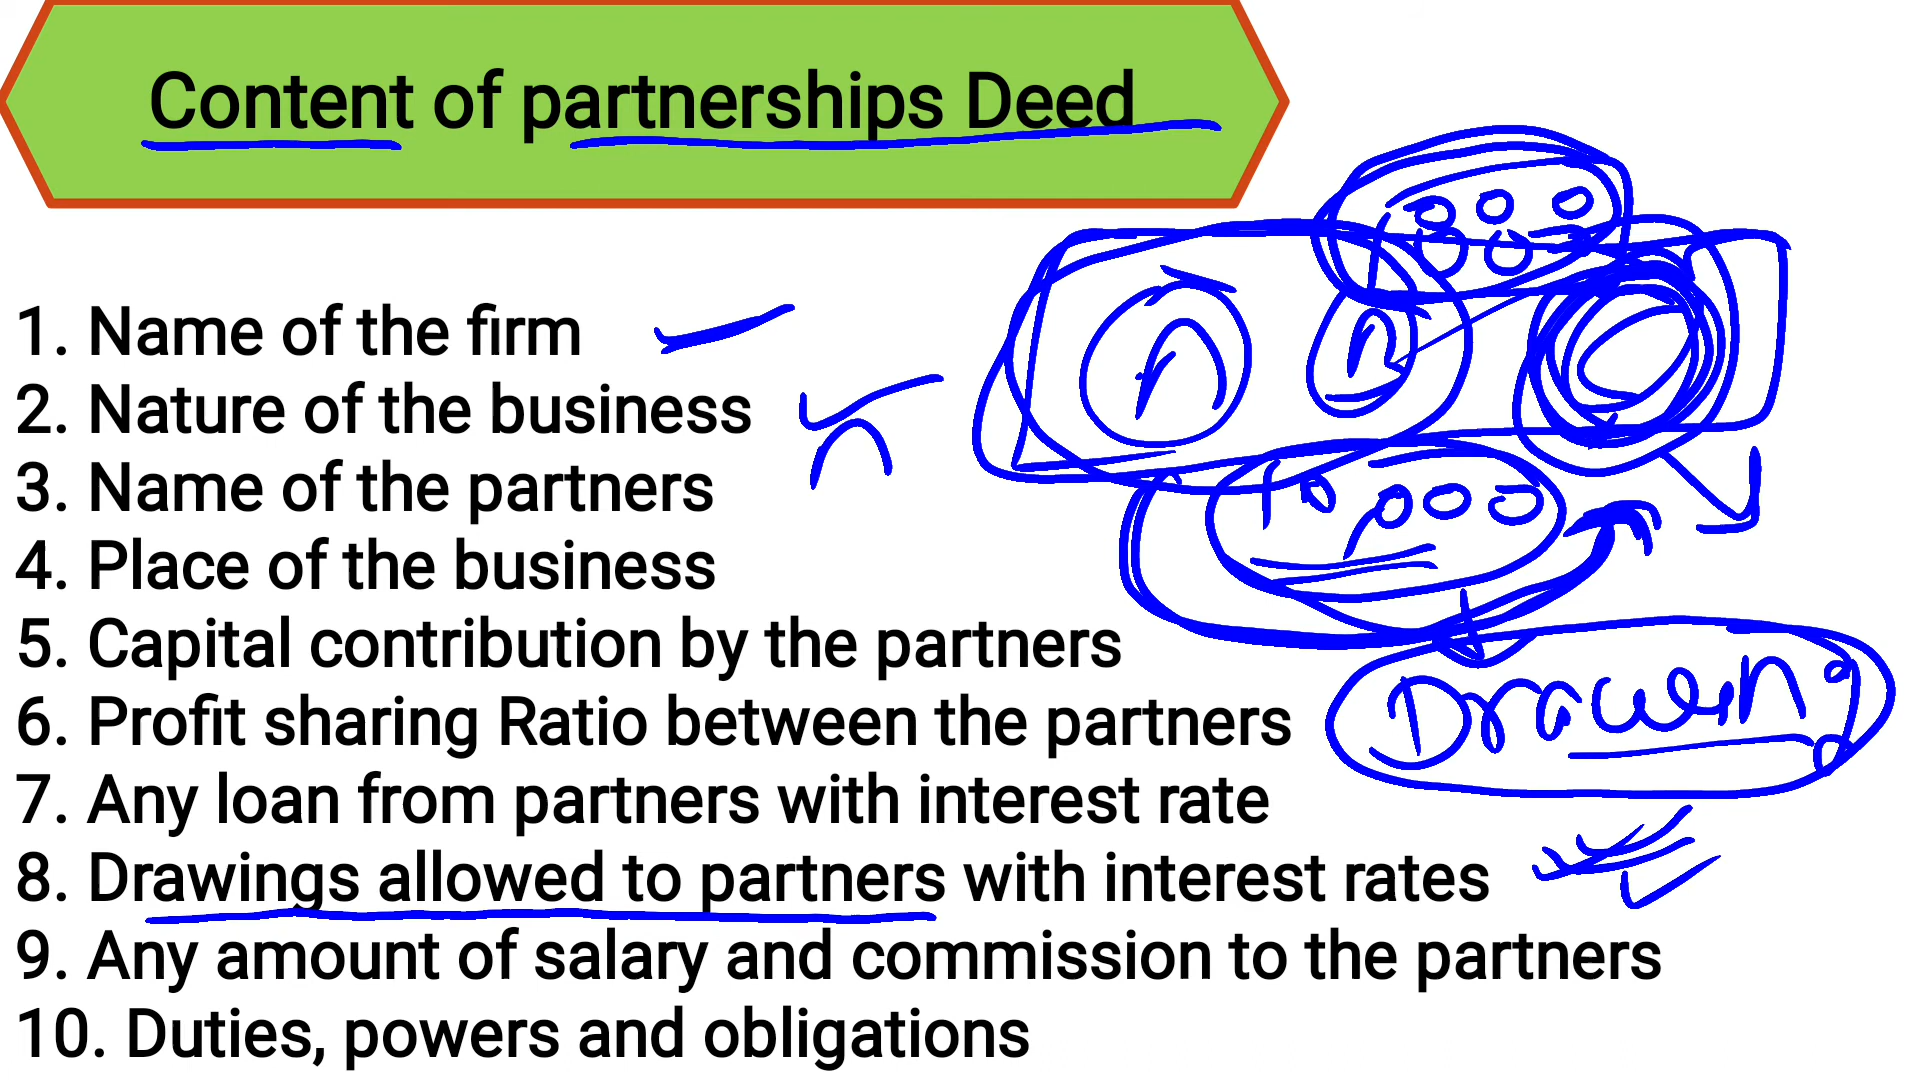 Content of partnerships Deed
1. Name of the firm
2. Nature of the business
3. Name of the partners
10,000
4. Place of the business
5. Capital contribution by the partners
6. Profit sharing Ratio between the partners
7. Any loan from partners with interest rate
8. Drawings allowed to partners with interest rates
9. Any amount of salary and commission to the partners
10. Duties, powers and obligations